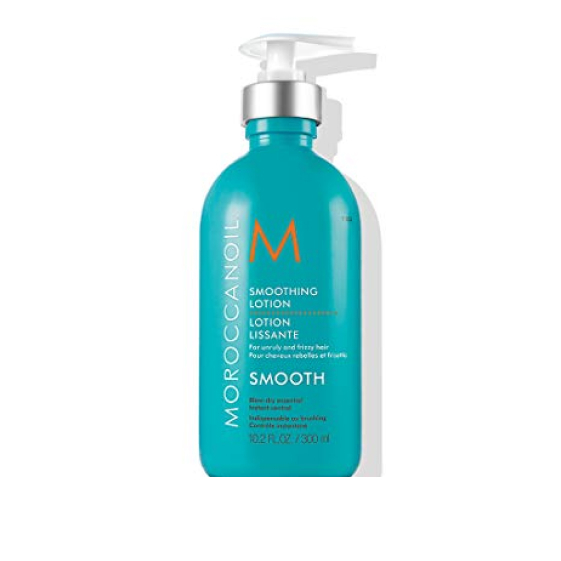 MOROCCANOIL.
M
SMOOTHING
LOTION
LOTION
LISSANTE
For unruly and frizzy hair
Pour cheveux rebelles et frisottis
SMOOTH
Blow-dry essential
Instant control
Indispensable au brushing
Contrôle instantané
10.2 FL.OZ. / 300 ml